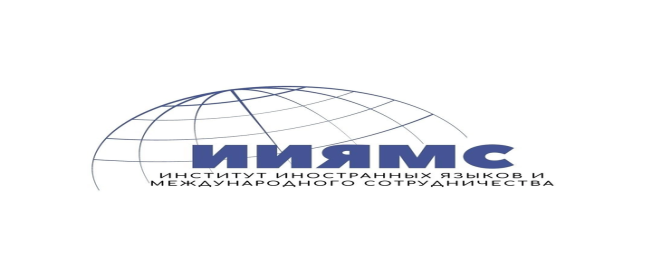 ИИЯМС
ИНСТИТУТ ИНОСТРАННЫХ ЯЗЫКОВ И
МЕЖДУНАРОДНОГО СОТРУДНИЧЕСТВА